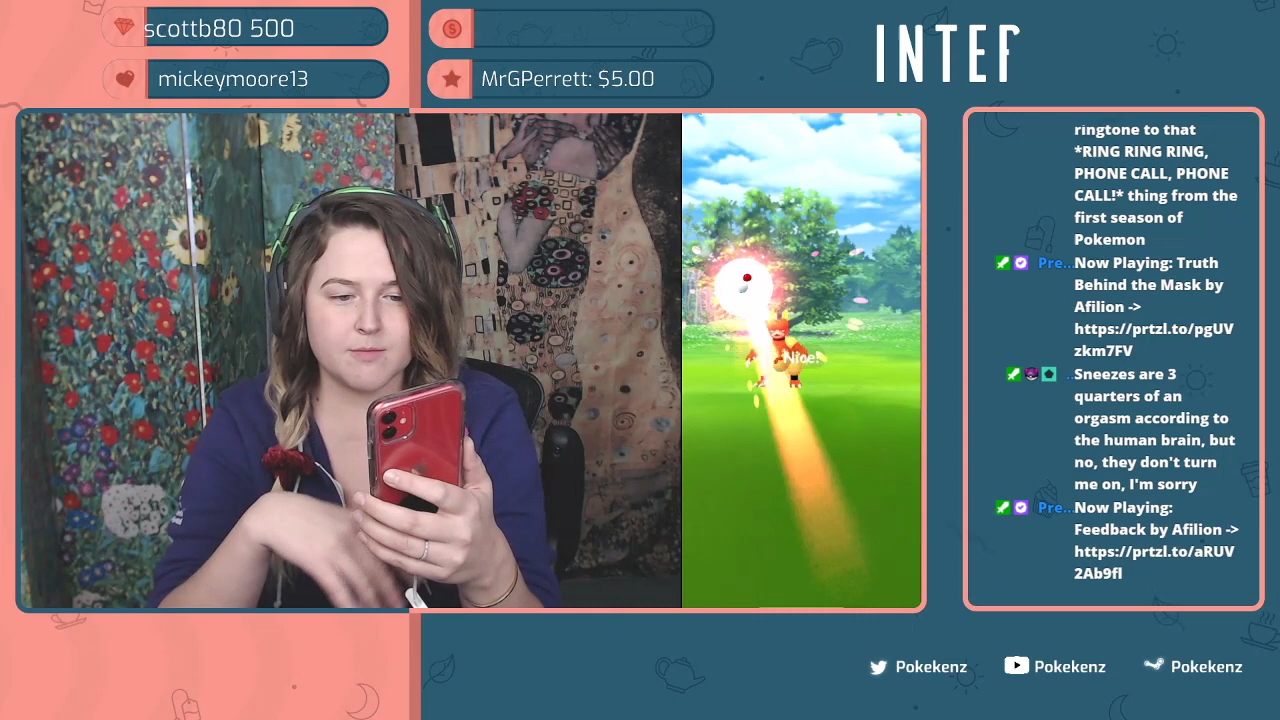 scottb80 500
mickeymoore13
MrGPerrett: $5.00
INTEF
Nice!
ringtone to that
*RING RING RING,
PHONE CALL, PHONE
CALL!* thing from the
first season of
Pokemon
Pre... Now Playing: Truth
Behind the Mask by
Afilion ->
https://prtzl.to/pgUV
zkm7FV
.. Sneezes are 3
quarters of an
orgasm according to
the human brain, but
no, they don't turn
me on, I'm sorry
Pre... Now Playing:
Feedback by Afilion ->
https://prtzl.to/aRUV
2Ab9fl
Pokekenz
Pokekenz
Pokekenz